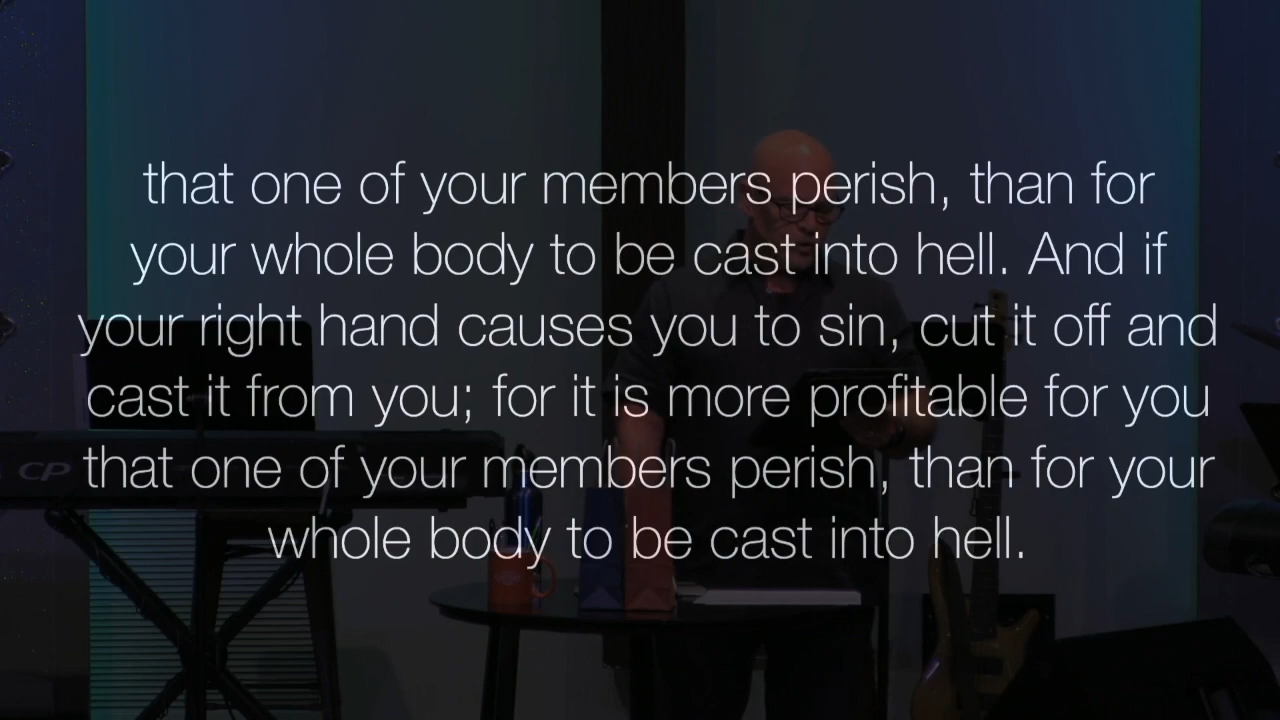 that one of your members perish, than for
your whole body to be cast into hell. And if
your right hand causes you to sin, cut it off and
cast it from you; for it is more profitable for you
that one of your members perish, than for your
whole body to be cast into hell.
CP